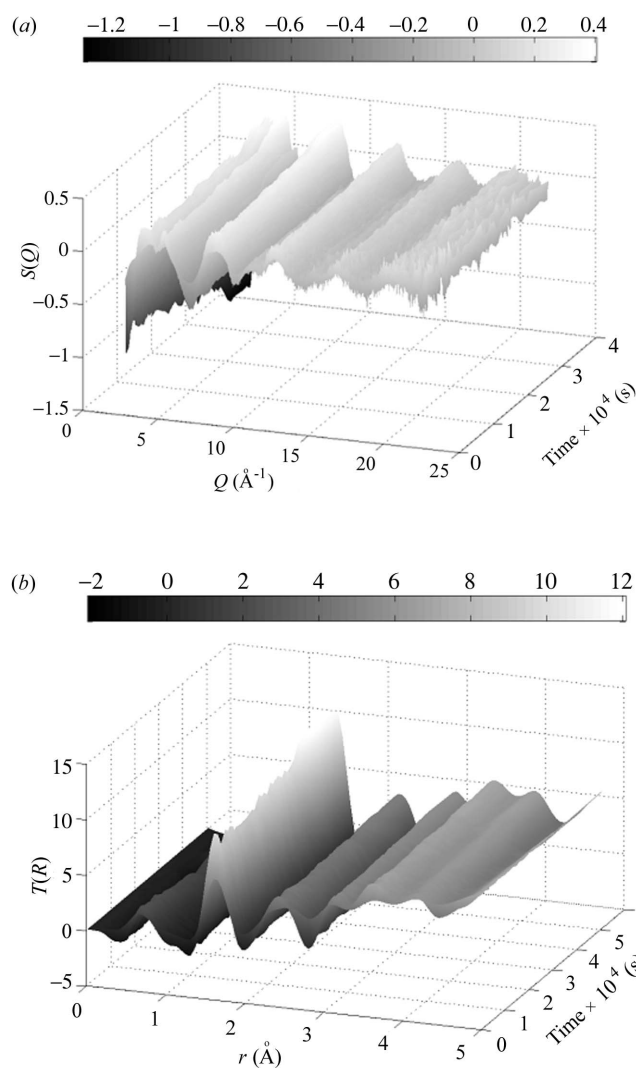 (a)
−1.2 −1 −0.8 −0.6 −0.4 −0.2 0 0.2 0.4
0.5
0
−0.5
−1
−1.5
S(Q)
0 5 10 15 20 25
Q (Å⁻¹)
0 1 2 3 4
Time × 10⁴ (s)
(b)
−2 0 2 4 6 8 10 12
15
10
5
0
−5
T(R)
0 1 2 3 4 5
r (Å)
0 1 2 3 4 5
Time × 10⁴ (s)